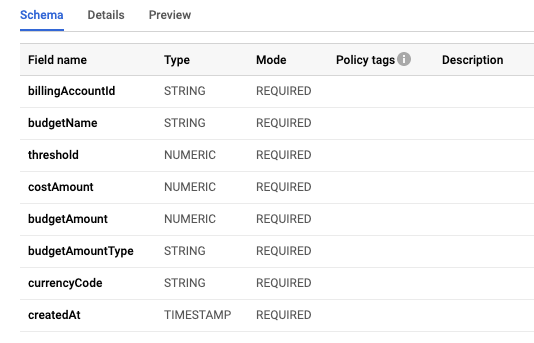 Schema Details Preview
Field name Type Mode Policy tags Description
billingAccountId STRING REQUIRED
budgetName STRING REQUIRED
threshold NUMERIC REQUIRED
costAmount NUMERIC REQUIRED
budgetAmount NUMERIC REQUIRED
budgetAmountType STRING REQUIRED
currencyCode STRING REQUIRED
createdAt TIMESTAMP REQUIRED